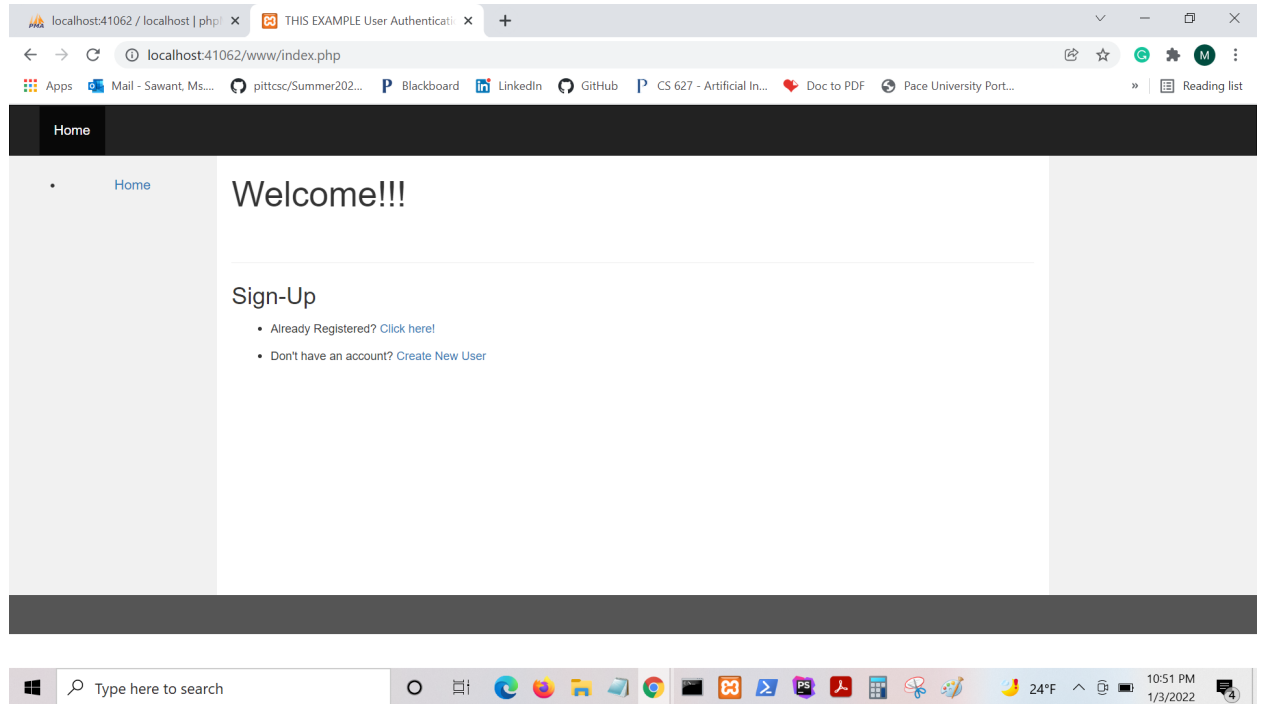 localhost:41062 / localhost | php
THIS EXAMPLE User Authenticati
localhost:41062/www/index.php
M
Apps Mail - Sawant, Ms.... pittcsc/Summer202... Blackboard LinkedIn GitHub CS 627 - Artificial In... Doc to PDF Pace University Port... » Reading list
Home
• Home
Welcome!!!
Sign-Up
• Already Registered? Click here!
• Don't have an account? Create New User
Type here to search
24°F
10:51 PM
1/3/2022
4